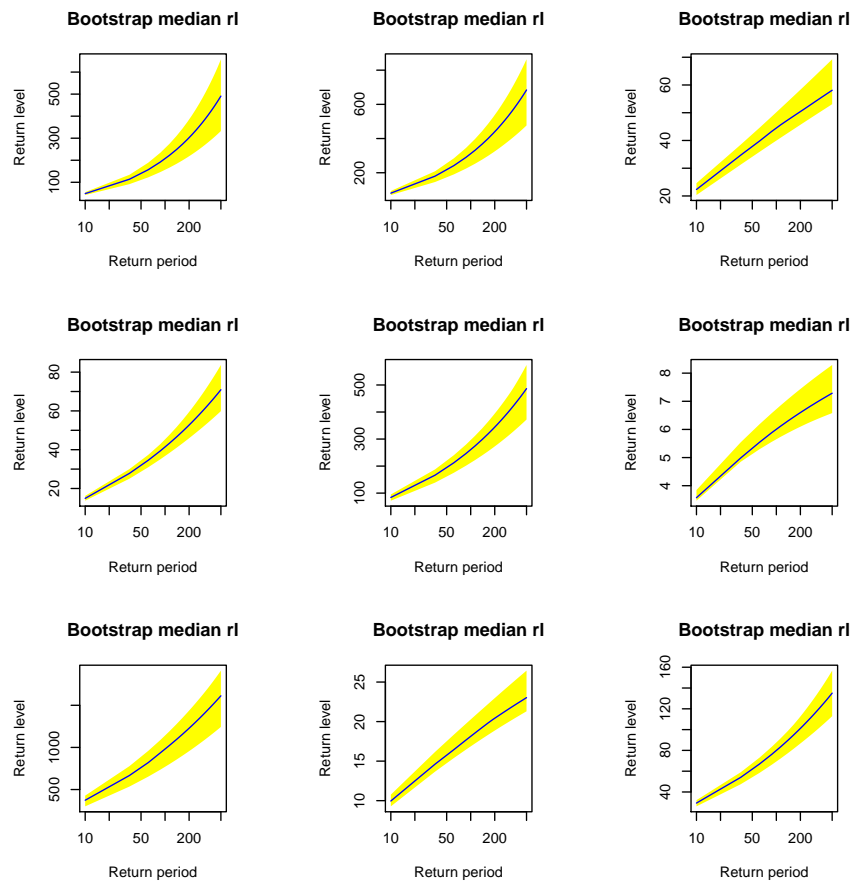 Bootstrap median rl
Return level
100 300 500
10 50 200
Return period
Bootstrap median rl
Return level
200 600
10 50 200
Return period
Bootstrap median rl
Return level
20 40 60
10 50 200
Return period
Bootstrap median rl
Return level
20 40 60 80
10 50 200
Return period
Bootstrap median rl
Return level
100 300 500
10 50 200
Return period
Bootstrap median rl
Return level
4 5 6 7 8
10 50 200
Return period
Bootstrap median rl
Return level
500 1000
10 50 200
Return period
Bootstrap median rl
Return level
10 15 20 25
10 50 200
Return period
Bootstrap median rl
Return level
40 80 120 160
10 50 200
Return period